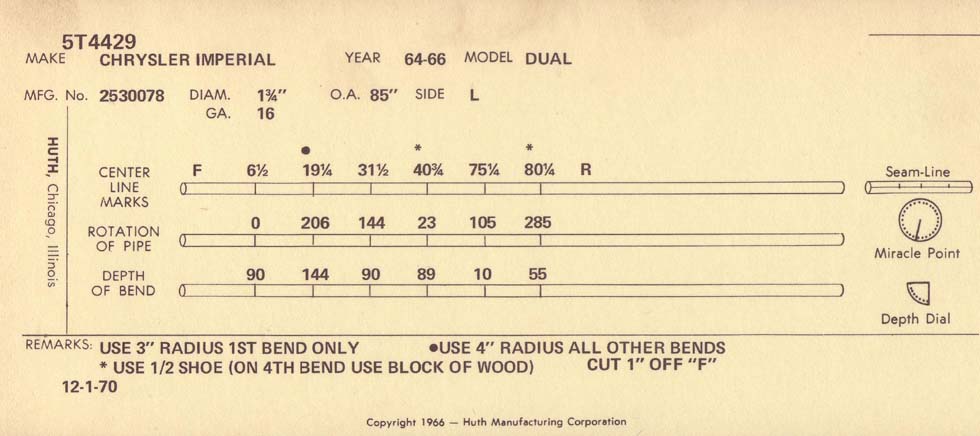 5T4429
MAKE CHRYSLER IMPERIAL YEAR 64-66 MODEL DUAL
MFG. No. 2530078 DIAM. 1¾" O.A. 85" SIDE L
GA. 16
HUTH, Chicago, Illinois
● * *
CENTER LINE MARKS F 6½ 19¼ 31½ 40¾ 75¼ 80¼ R
ROTATION OF PIPE 0 206 144 23 105 285
DEPTH OF BEND 90 144 90 89 10 55
Seam-Line
Miracle Point
Depth Dial
REMARKS: USE 3" RADIUS 1ST BEND ONLY ●USE 4" RADIUS ALL OTHER BENDS
* USE 1/2 SHOE (ON 4TH BEND USE BLOCK OF WOOD) CUT 1" OFF "F"
12-1-70
Copyright 1966 — Huth Manufacturing Corporation